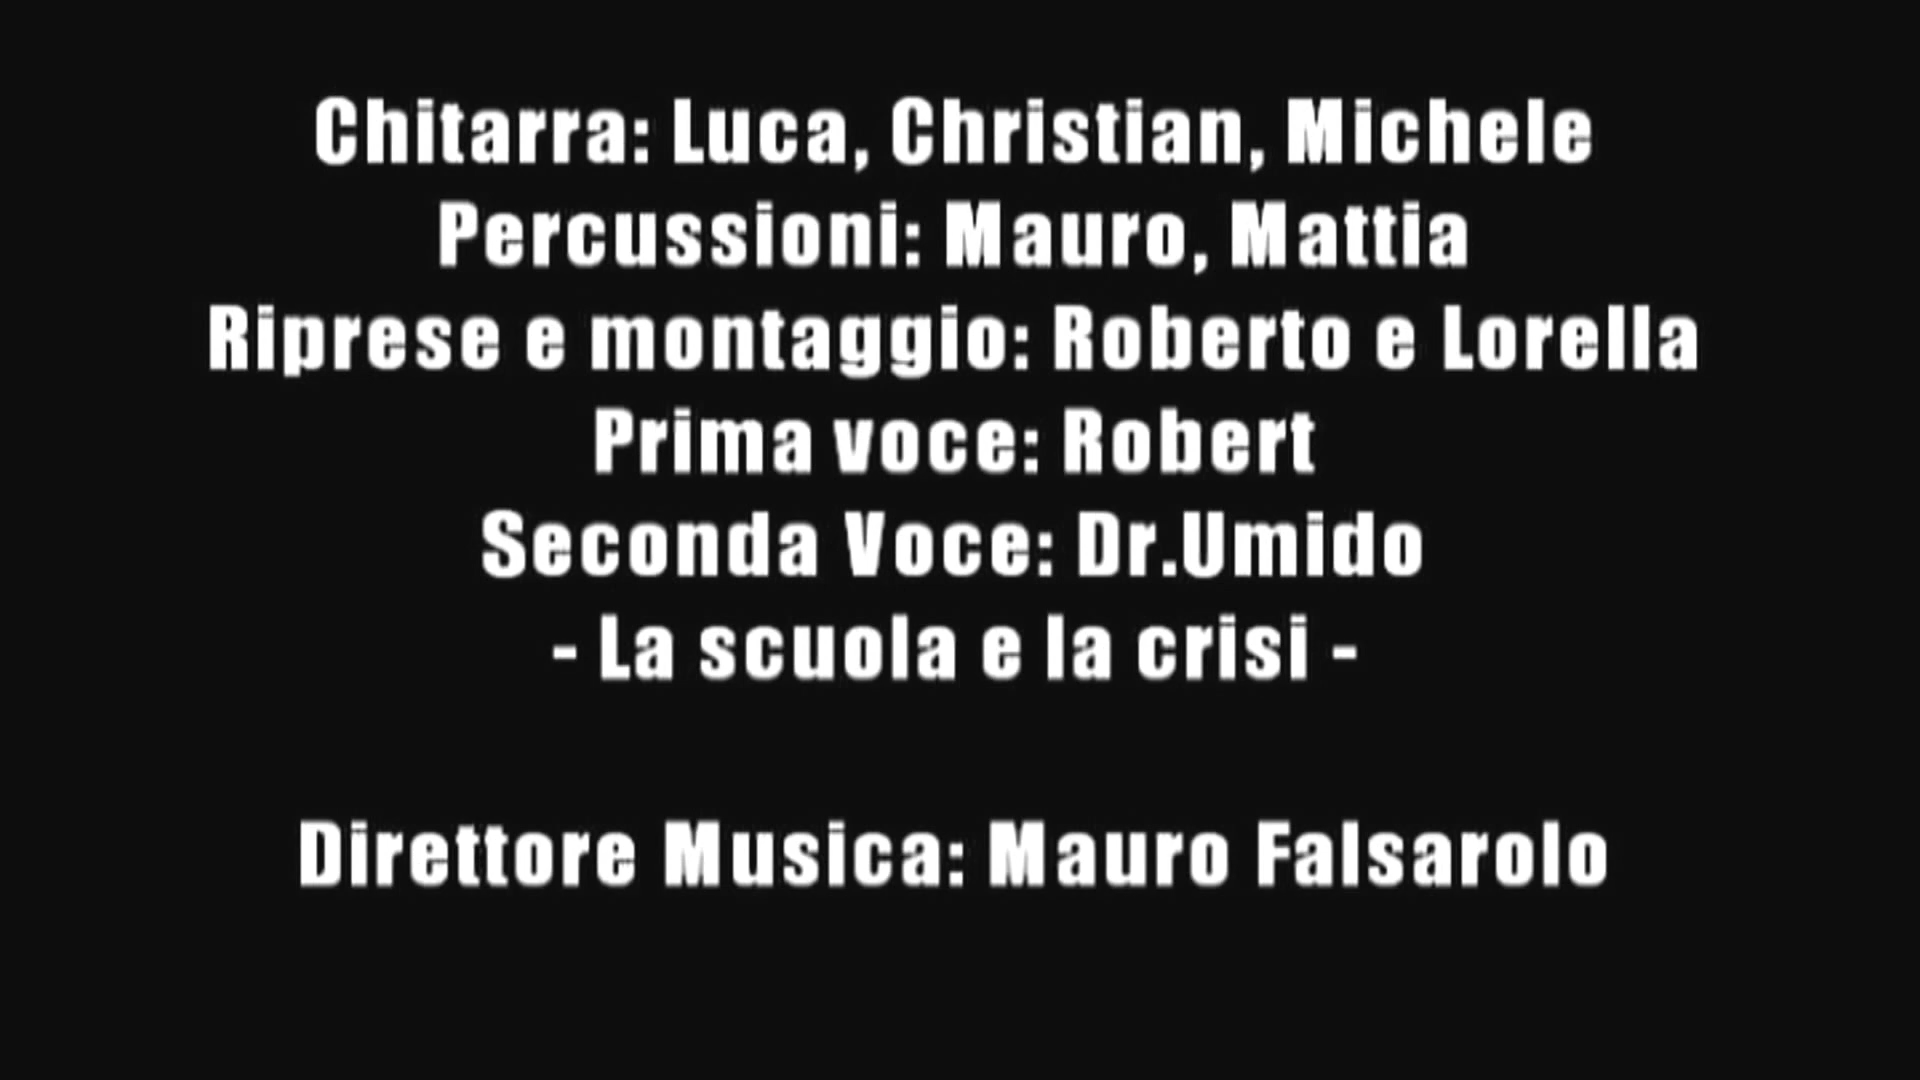 Chitarra: Luca, Christian, Michele
Percussioni: Mauro, Mattia
Riprese e montaggio: Roberto e Lorella
Prima voce: Robert
Seconda Voce: Dr.Umido
- La scuola e la crisi -
Direttore Musica: Mauro Falsarolo